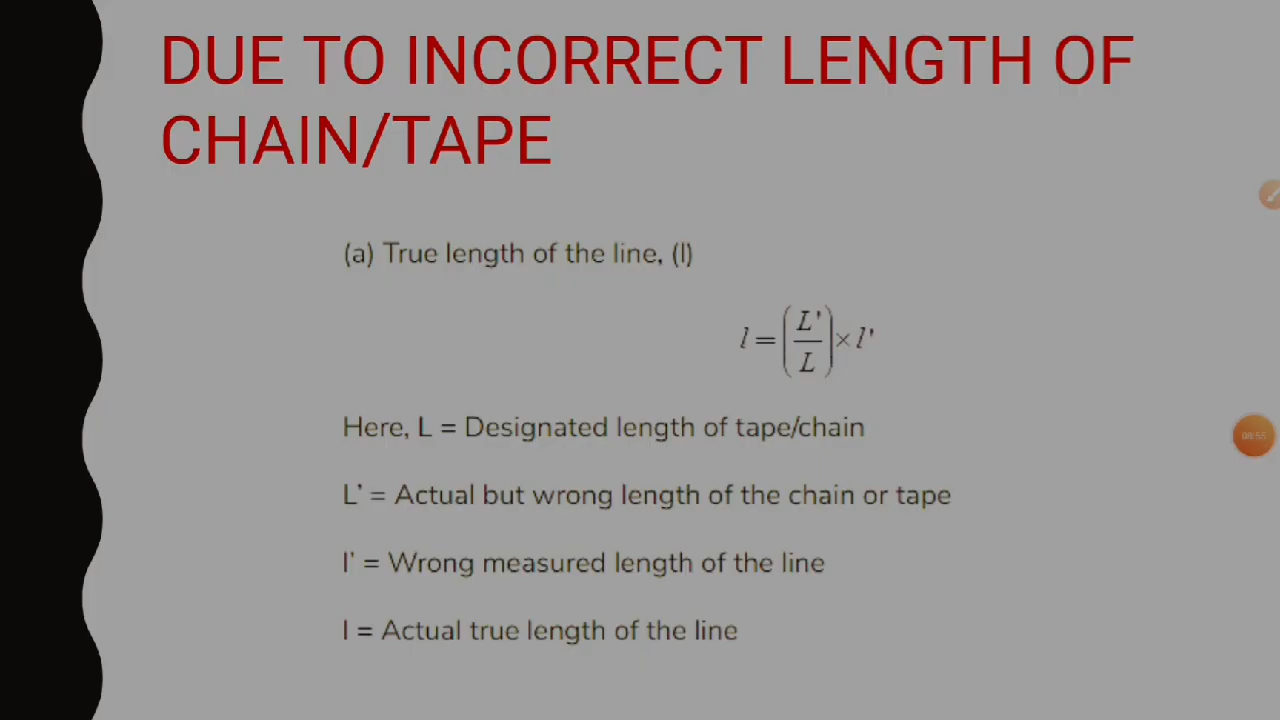 DUE TO INCORRECT LENGTH OF
CHAIN/TAPE
(a) True length of the line, (l)
l = (L'/L) × l'
Here, L = Designated length of tape/chain
L' = Actual but wrong length of the chain or tape
l' = Wrong measured length of the line
l = Actual true length of the line
08:55